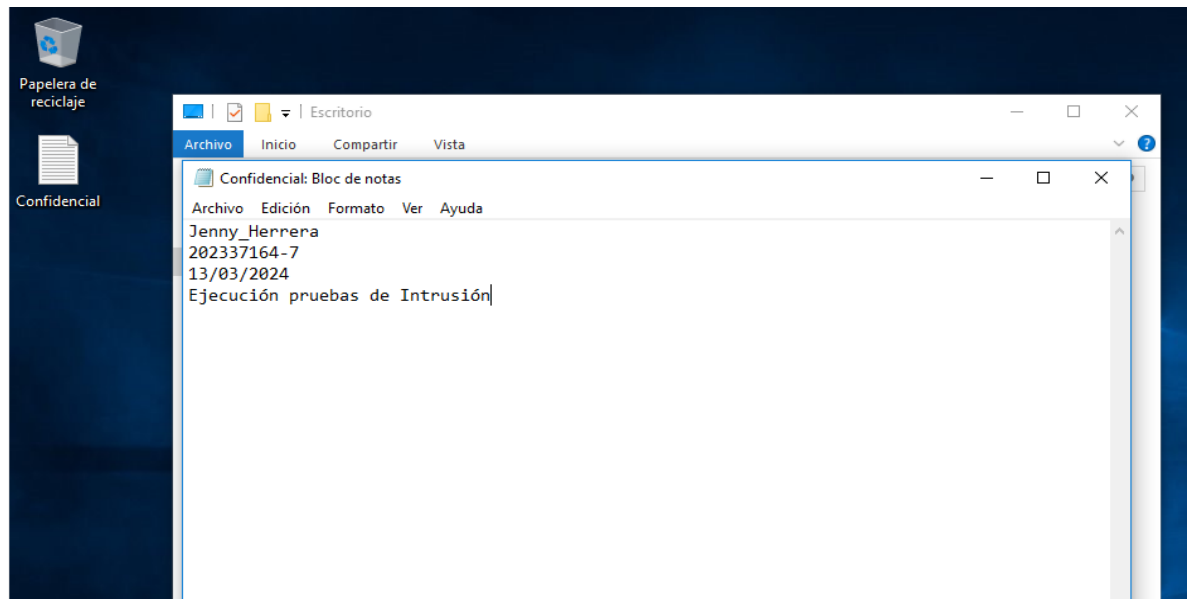 Papelera de
reciclaje
Confidencial
Escritorio
Archivo Inicio Compartir Vista
Confidencial: Bloc de notas
Archivo Edición Formato Ver Ayuda
Jenny_Herrera
202337164-7
13/03/2024
Ejecución pruebas de Intrusión